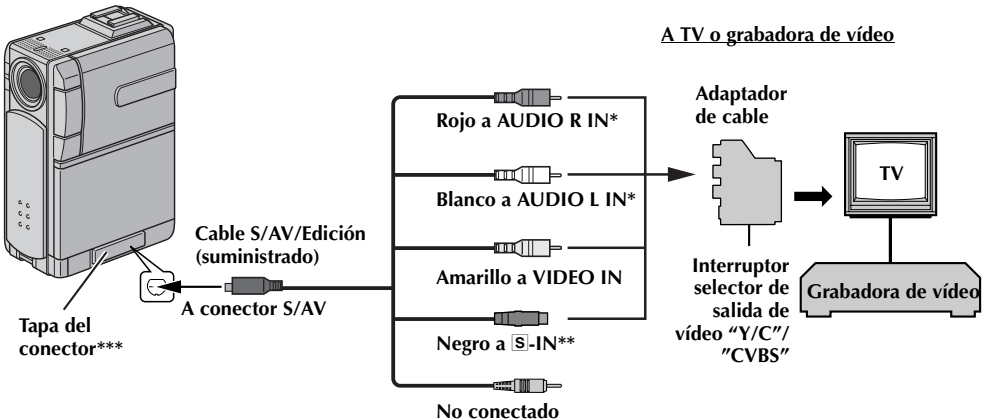 A TV o grabadora de vídeo
Adaptador
de cable
TV
Rojo a AUDIO R IN*
Blanco a AUDIO L IN*
Cable S/AV/Edición
(suministrado)
A conector S/AV
Amarillo a VIDEO IN
Interruptor
selector de
salida de
vídeo “Y/C”/
”CVBS”
Grabadora de vídeo
Tapa del
conector***
Negro a S-IN**
No conectado